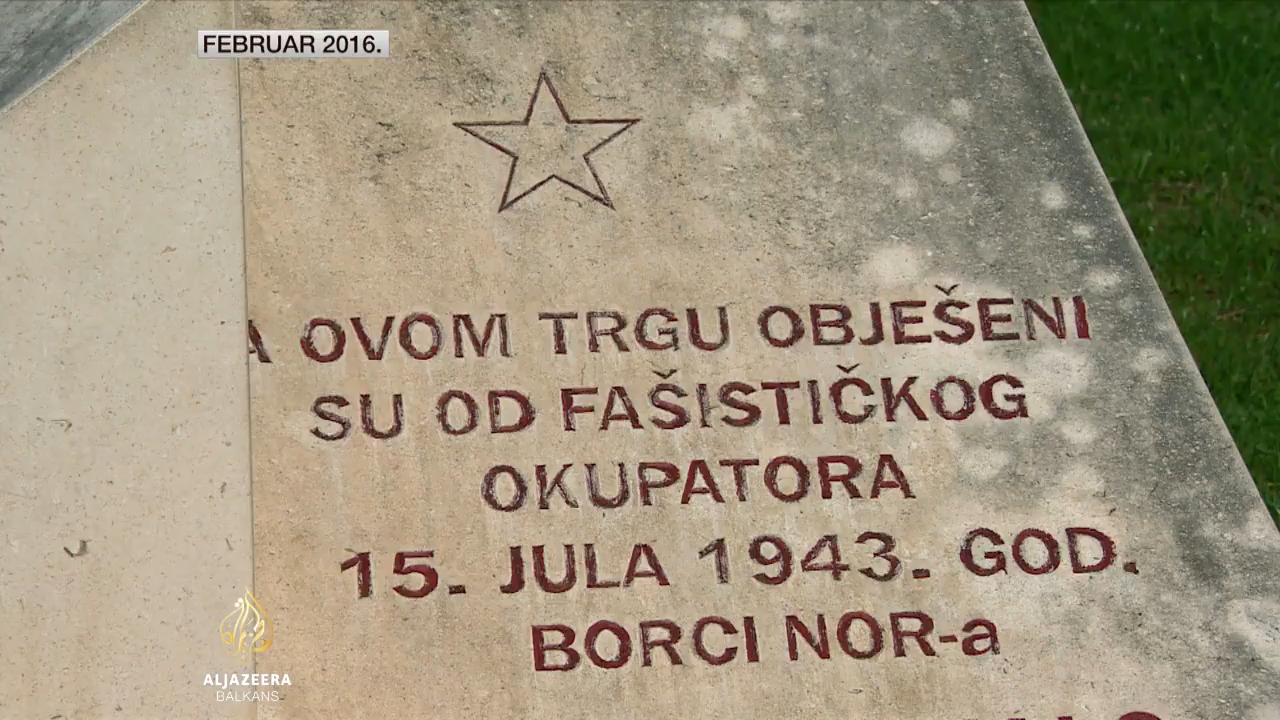 FEBRUAR 2016.
A OVOM TRGU OBJEŠENI
SU OD FAŠISTIČKOG
OKUPATORA
15. JULA 1943. GOD.
BORCI NOR-a
ALJAZEERA
BALKANS